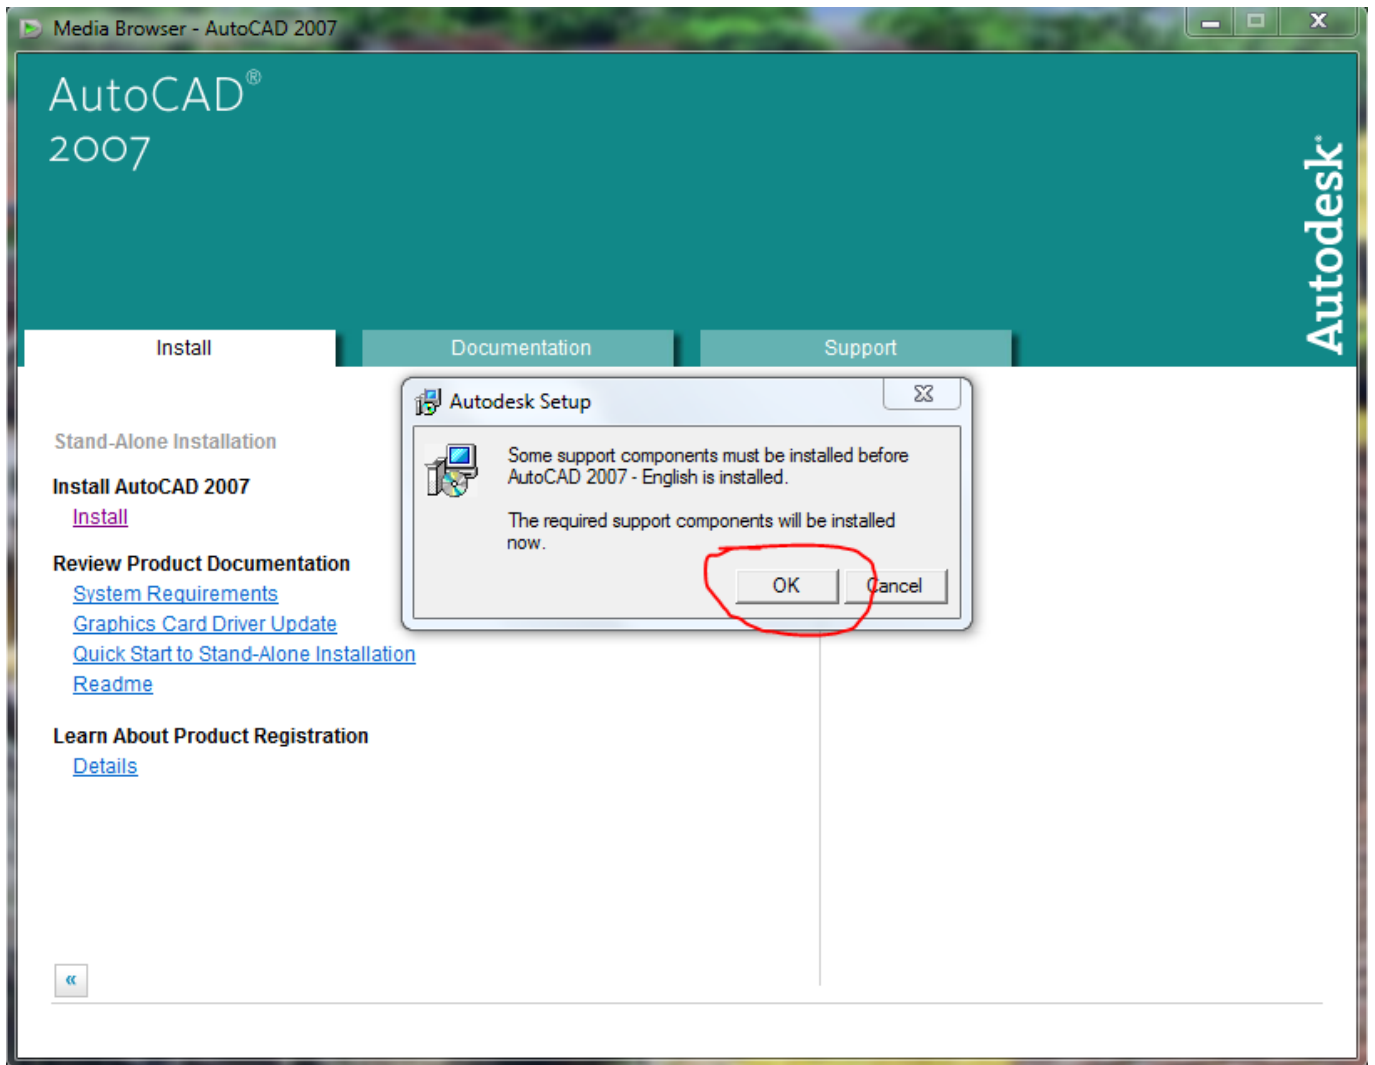 Media Browser - AutoCAD 2007
AutoCAD®
2007
Autodesk
Install
Documentation
Support
Autodesk Setup
Some support components must be installed before
AutoCAD 2007 - English is installed.
The required support components will be installed
now.
OK
Cancel
Stand-Alone Installation
Install AutoCAD 2007
Install
Review Product Documentation
System Requirements
Graphics Card Driver Update
Quick Start to Stand-Alone Installation
Readme
Learn About Product Registration
Details
«